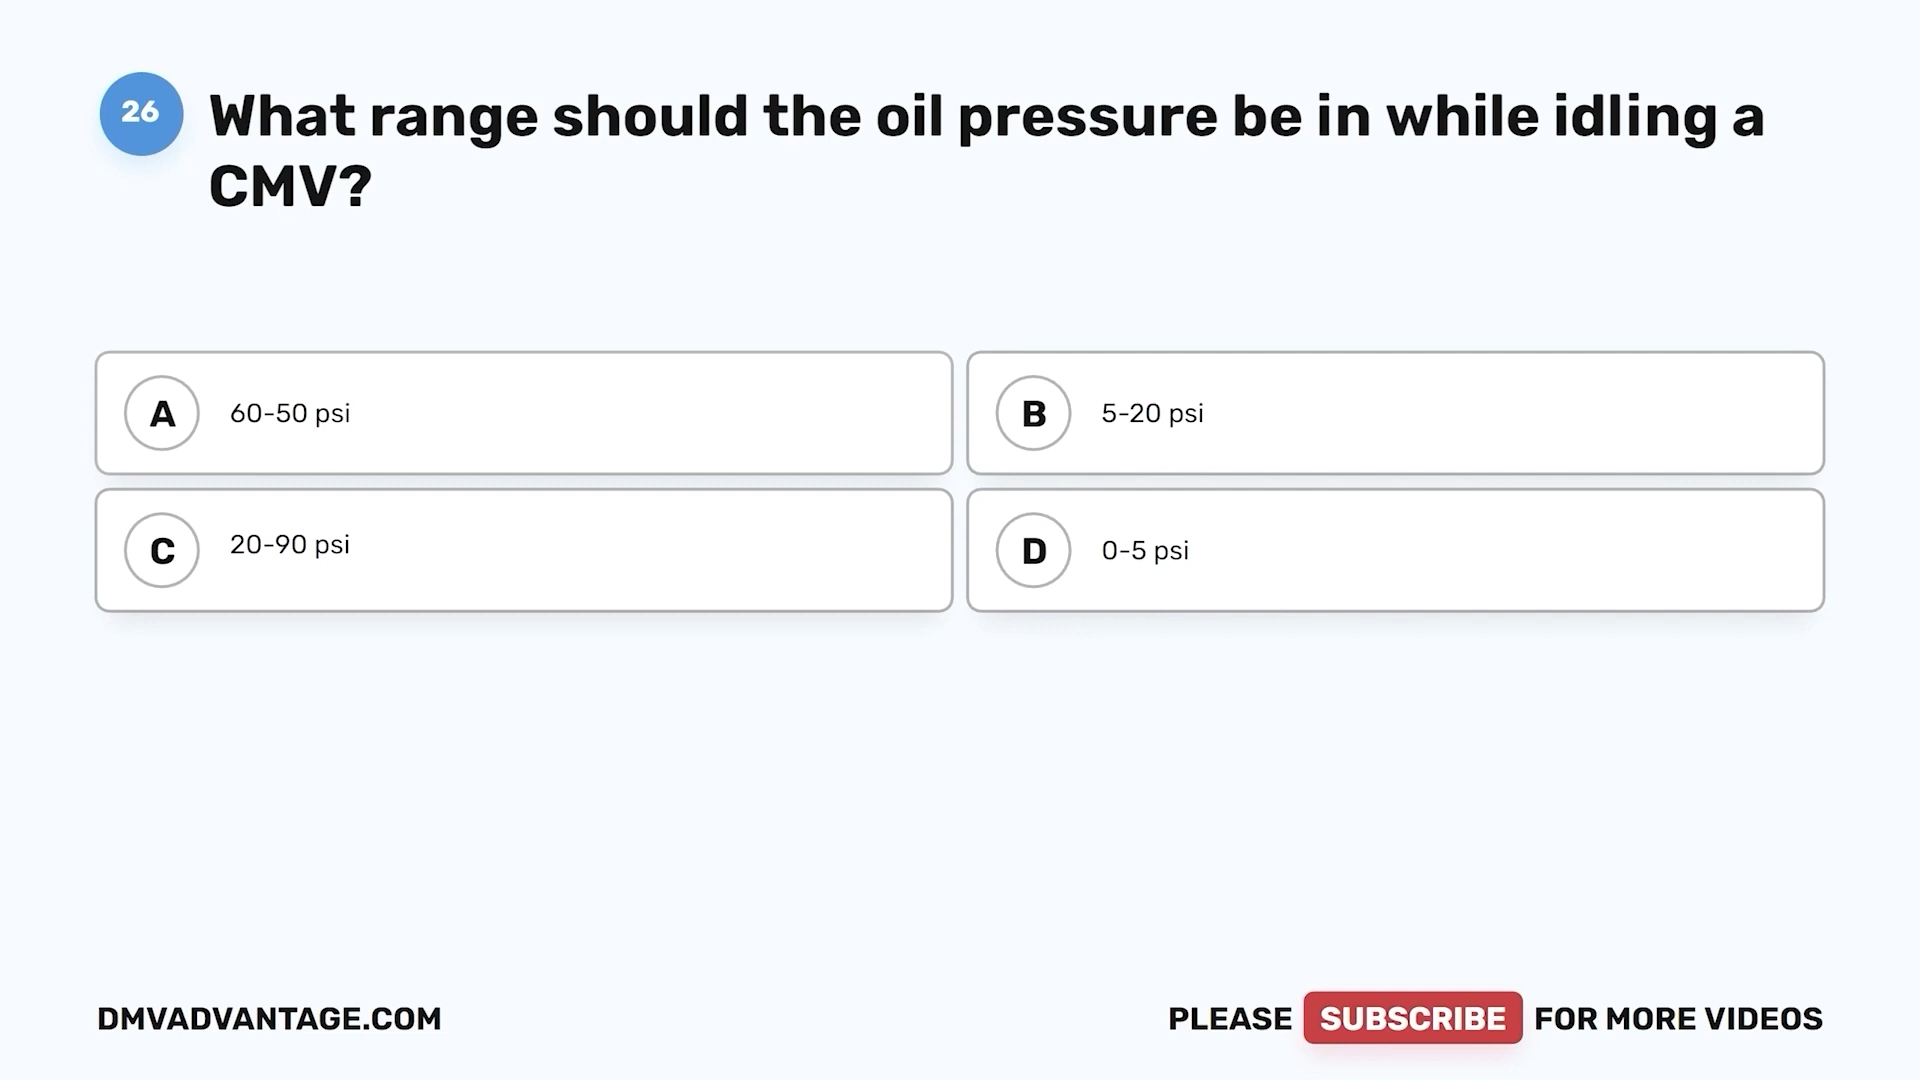 26
What range should the oil pressure be in while idling a
CMV?
A 60-50 psi
B 5-20 psi
C 20-90 psi
D 0-5 psi
DMVADVANTAGE.COM
PLEASE SUBSCRIBE FOR MORE VIDEOS